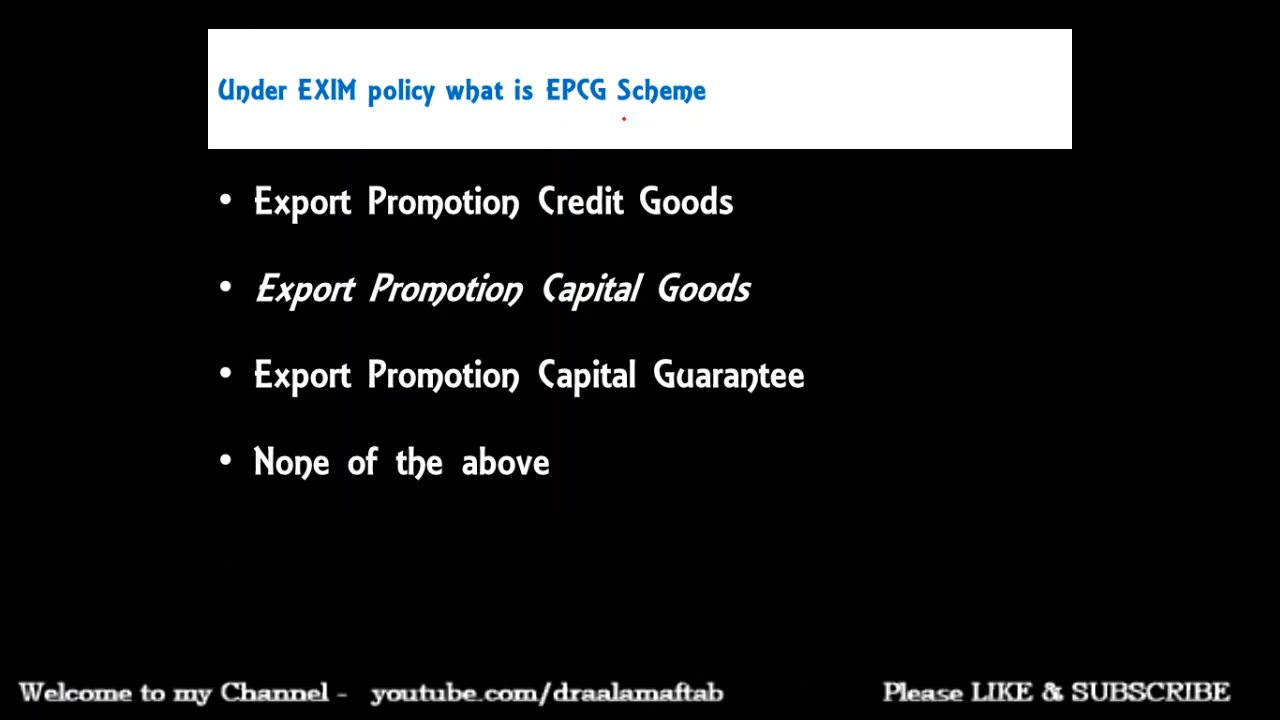 Under EXIM policy what is EPCG Scheme
• Export Promotion Credit Goods
• Export Promotion Capital Goods
• Export Promotion Capital Guarantee
• None of the above
Welcome to my Channel - youtube.com/draalamaftab Please LIKE & SUBSCRIBE